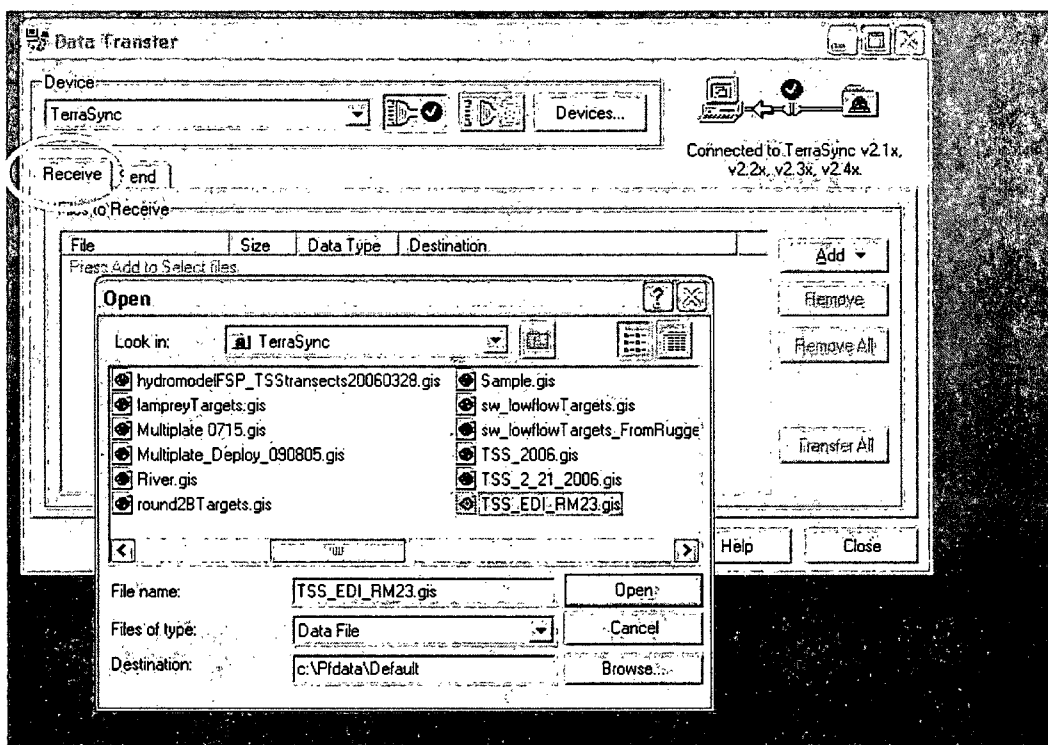 Data Transfer
Device
TerraSync
Devices...
Connected to TerraSync v2.1x,
v2.2x, v2.3x, v2.4x.
Receive
end
Files to Receive
File Size Data Type Destination
Press Add to Select files.
Add
Remove
Remove All
Transfer All
Help
Close
Open
Look in:
TerraSync
hydromodelFSP_TSStransects20060328.gis
lampreyTargets.gis
Multiplate 0715.gis
Multiplate_Deploy_090805.gis
River.gis
round2BTargets.gis
Sample.gis
sw_lowflowTargets.gis
sw_lowflowTargets_FromRugge
TSS_2006.gis
TSS_2_21_2006.gis
TSS_EDI_RM23.gis
File name:
TSS_EDI_RM23.gis
Open
Files of type:
Data File
Cancel
Destination:
c:\Pfdata\Default
Browse...